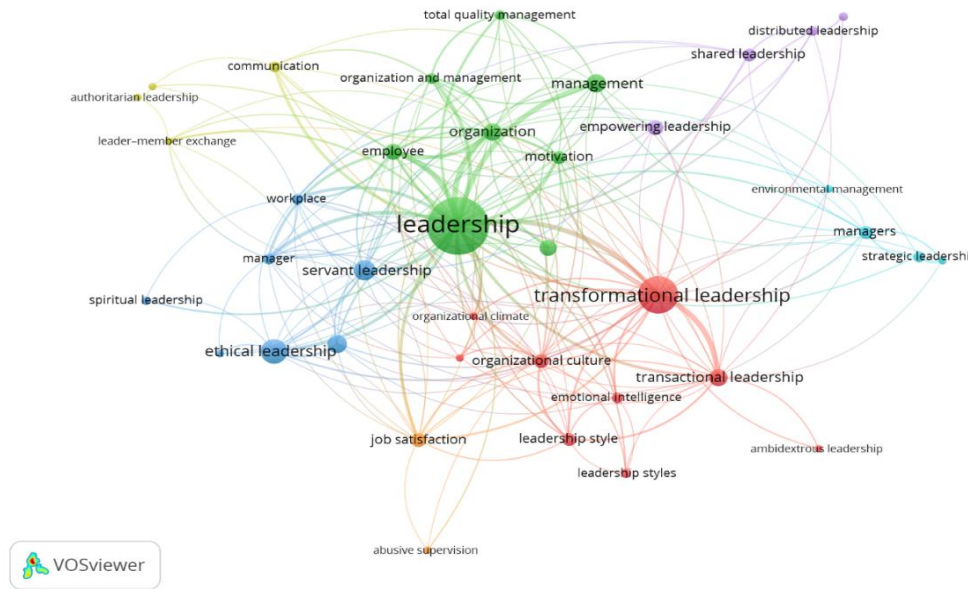 total quality management
distributed leadership
shared leadership
communication
organization and management
management
authoritarian leadership
empowering leadership
organization
leader–member exchange
employee
motivation
environmental management
workplace
leadership
managers
manager
servant leadership
strategic leadership
spiritual leadership
transformational leadership
organizational climate
ethical leadership
organizational culture
transactional leadership
emotional intelligence
job satisfaction
leadership style
ambidextrous leadership
leadership styles
abusive supervision
VOSviewer